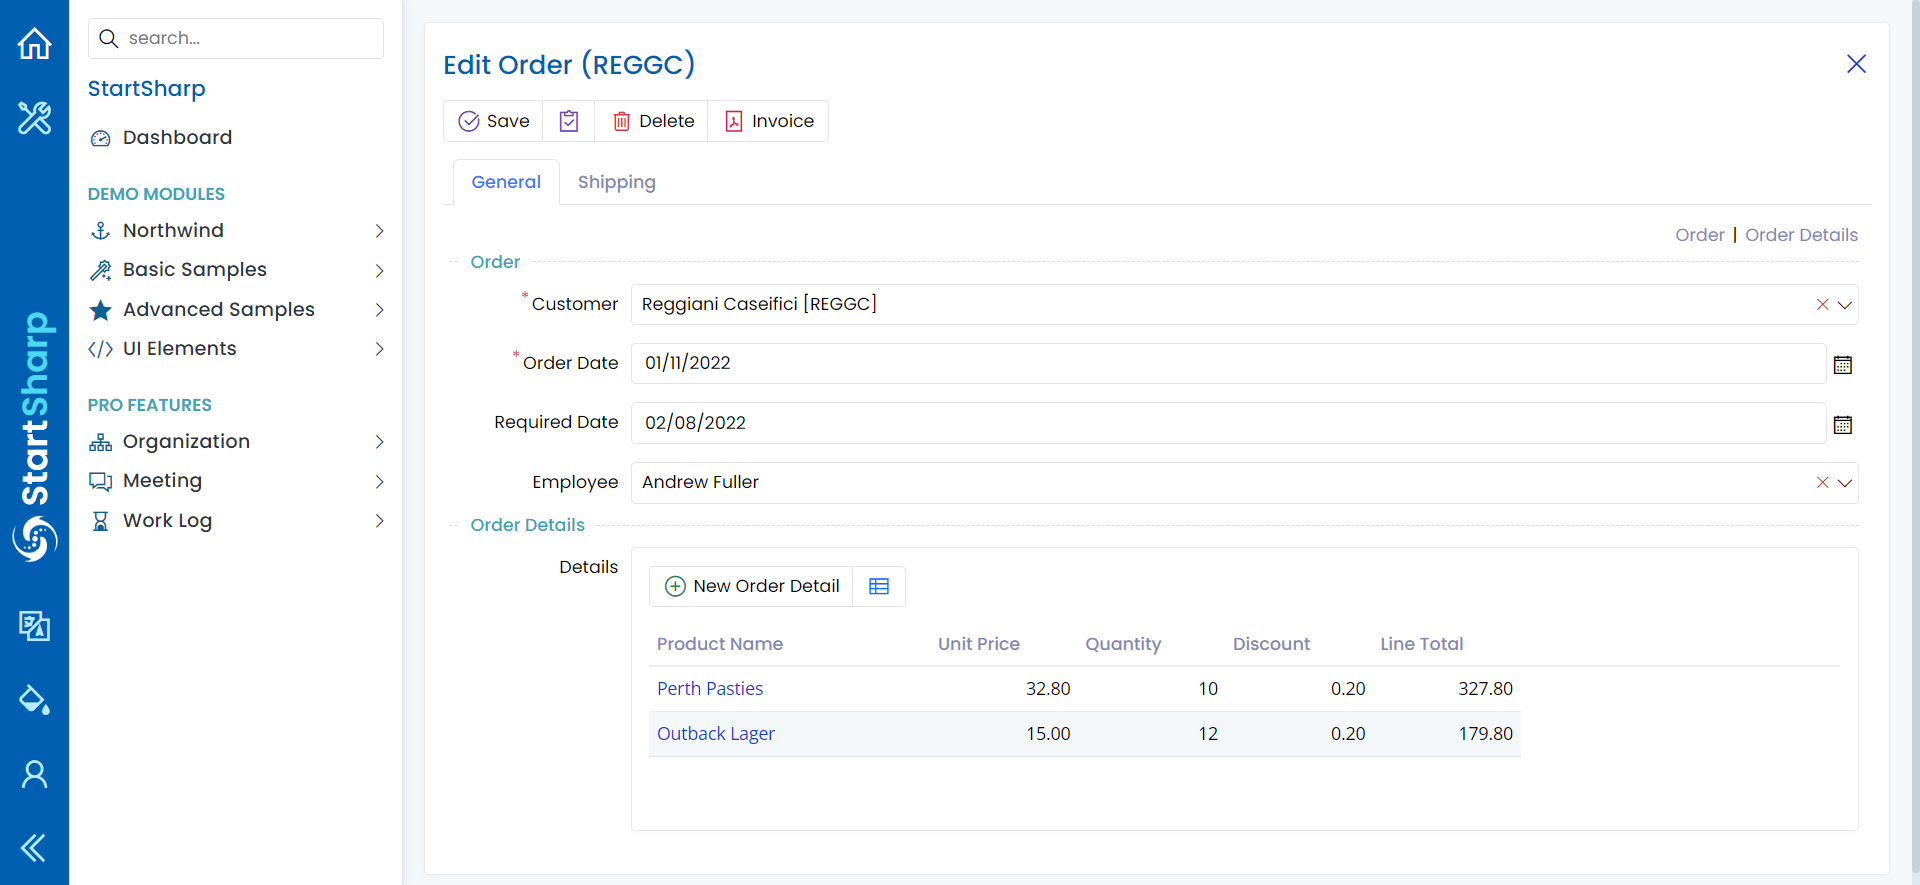 search...
StartSharp
Dashboard
DEMO MODULES
Northwind
Basic Samples
Advanced Samples
UI Elements
PRO FEATURES
Organization
Meeting
Work Log
StartSharp
Edit Order (REGGC)
Save Delete Invoice
General Shipping
Order | Order Details
Order
*Customer Reggiani Caseifici [REGGC]
*Order Date 01/11/2022
Required Date 02/08/2022
Employee Andrew Fuller
Order Details
Details
New Order Detail
Product Name Unit Price Quantity Discount Line Total
Perth Pasties 32.80 10 0.20 327.80
Outback Lager 15.00 12 0.20 179.80